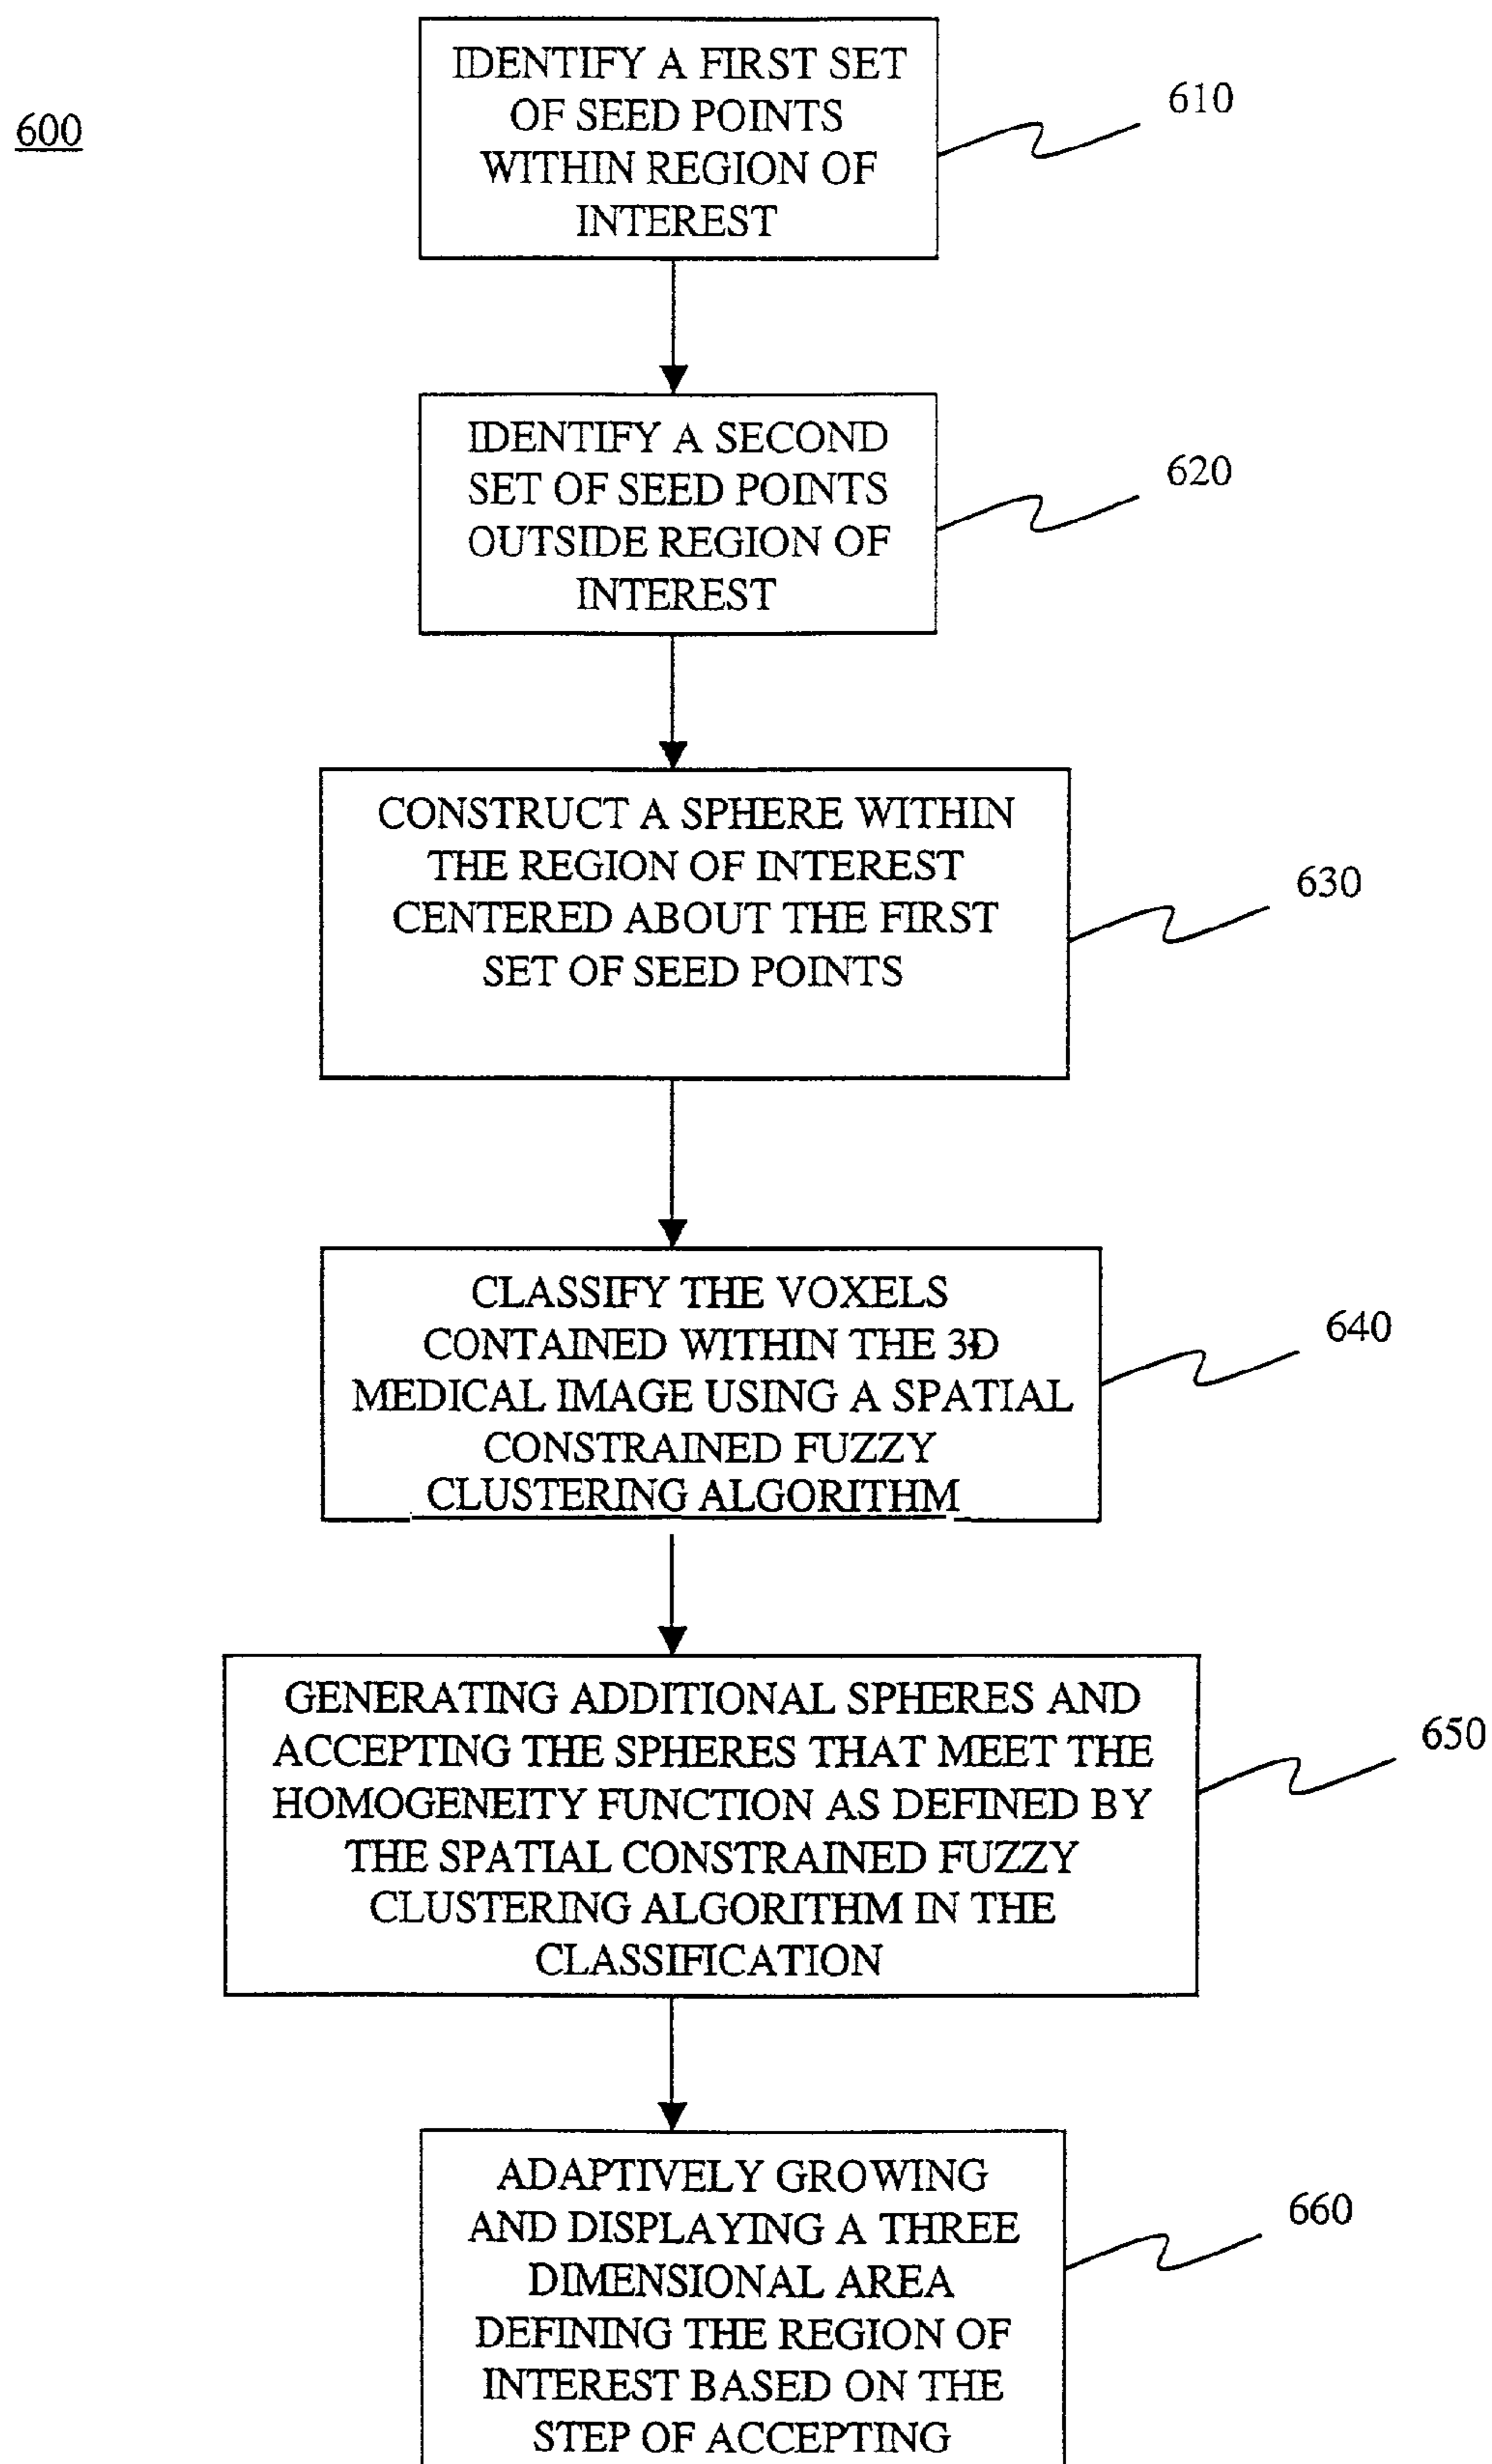 600
IDENTIFY A FIRST SET
OF SEED POINTS
WITHIN REGION OF
INTEREST
610
IDENTIFY A SECOND
SET OF SEED POINTS
OUTSIDE REGION OF
INTEREST
620
CONSTRUCT A SPHERE WITHIN
THE REGION OF INTEREST
CENTERED ABOUT THE FIRST
SET OF SEED POINTS
630
CLASSIFY THE VOXELS
CONTAINED WITHIN THE 3D
MEDICAL IMAGE USING A SPATIAL
CONSTRAINED FUZZY
CLUSTERING ALGORITHM
640
GENERATING ADDITIONAL SPHERES AND
ACCEPTING THE SPHERES THAT MEET THE
HOMOGENEITY FUNCTION AS DEFINED BY
THE SPATIAL CONSTRAINED FUZZY
CLUSTERING ALGORITHM IN THE
CLASSIFICATION
650
ADAPTIVELY GROWING
AND DISPLAYING A THREE
DIMENSIONAL AREA
DEFINING THE REGION OF
INTEREST BASED ON THE
STEP OF ACCEPTING
660